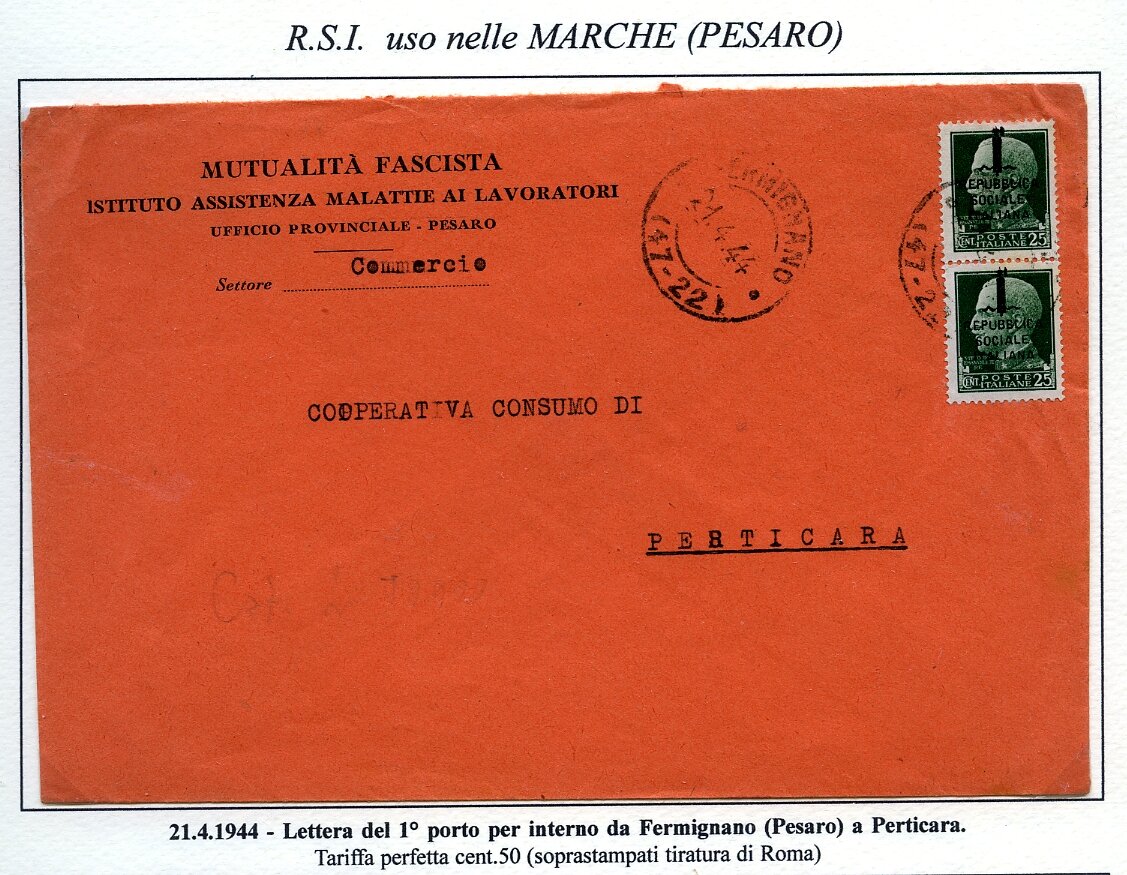 R.S.I. uso nelle MARCHE (PESARO)
MUTUALITÀ FASCISTA
ISTITUTO ASSISTENZA MALATTIE AI LAVORATORI
UFFICIO PROVINCIALE - PESARO
Commercio
Settore
FERMIGNANO
21.4.44
(47-22)
(47-2
REPUBBLICA
SOCIALE
ITALIANA
CENT. POSTE ITALIANE 25
REPUBBLICA
SOCIALE
ITALIANA
CENT. POSTE ITALIANE 25
COOPERATIVA CONSUMO DI
PERTICARA
21.4.1944 - Lettera del 1° porto per interno da Fermignano (Pesaro) a Perticara.
Tariffa perfetta cent.50 (soprastampati tiratura di Roma)